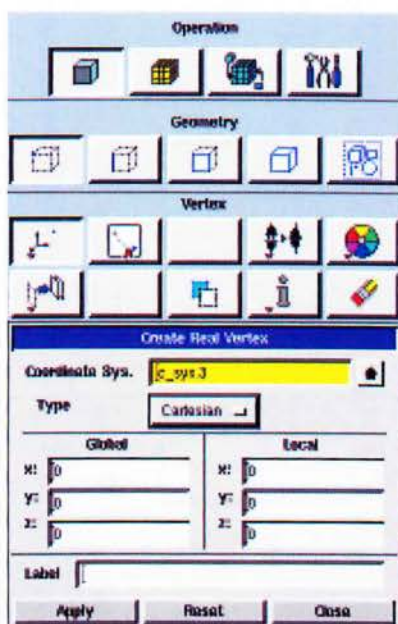 Operation
Geometry
Vertex
Create Real Vertex
Coordinate Sys. c_sys.3
Type Cartesian
Global Local
x: 0 x: 0
y: 0 y: 0
z: 0 z: 0
Label
Apply Reset Close